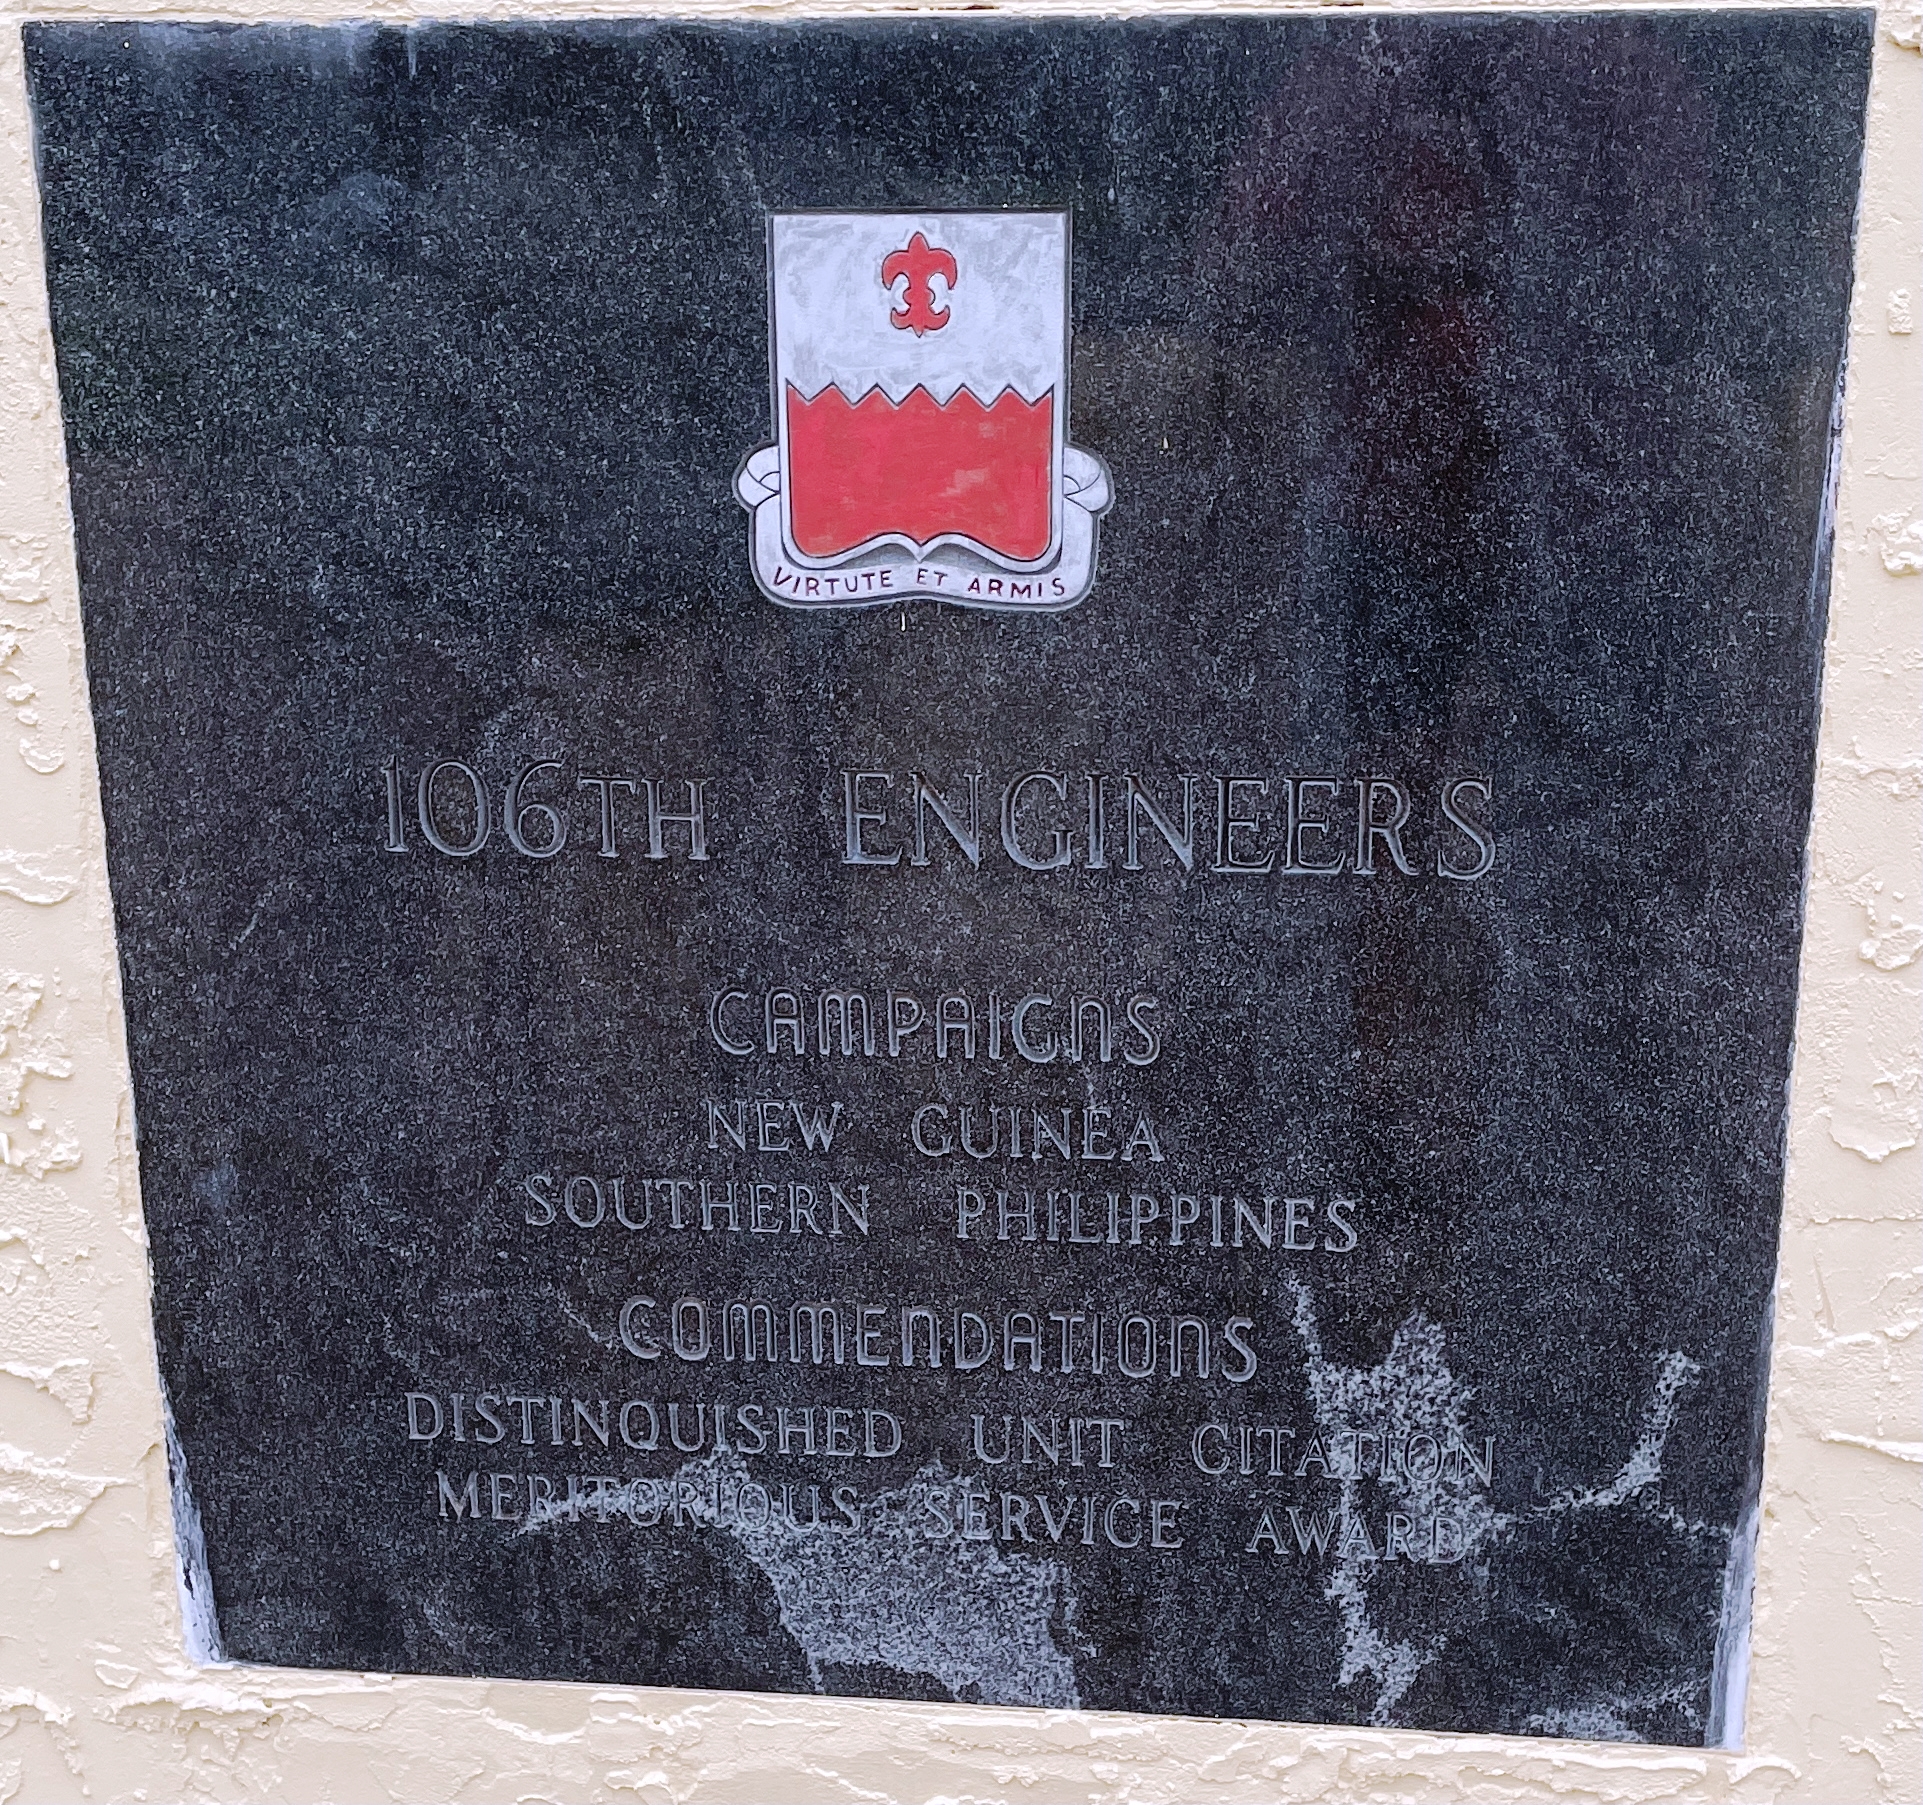 VIRTUTE ET ARMIS
106TH ENGINEERS
CAMPAIGNS
NEW GUINEA
SOUTHERN PHILIPPINES
COMMENDATIONS
DISTINQUISHED UNIT CITATION
MERITORIOUS SERVICE AWARD